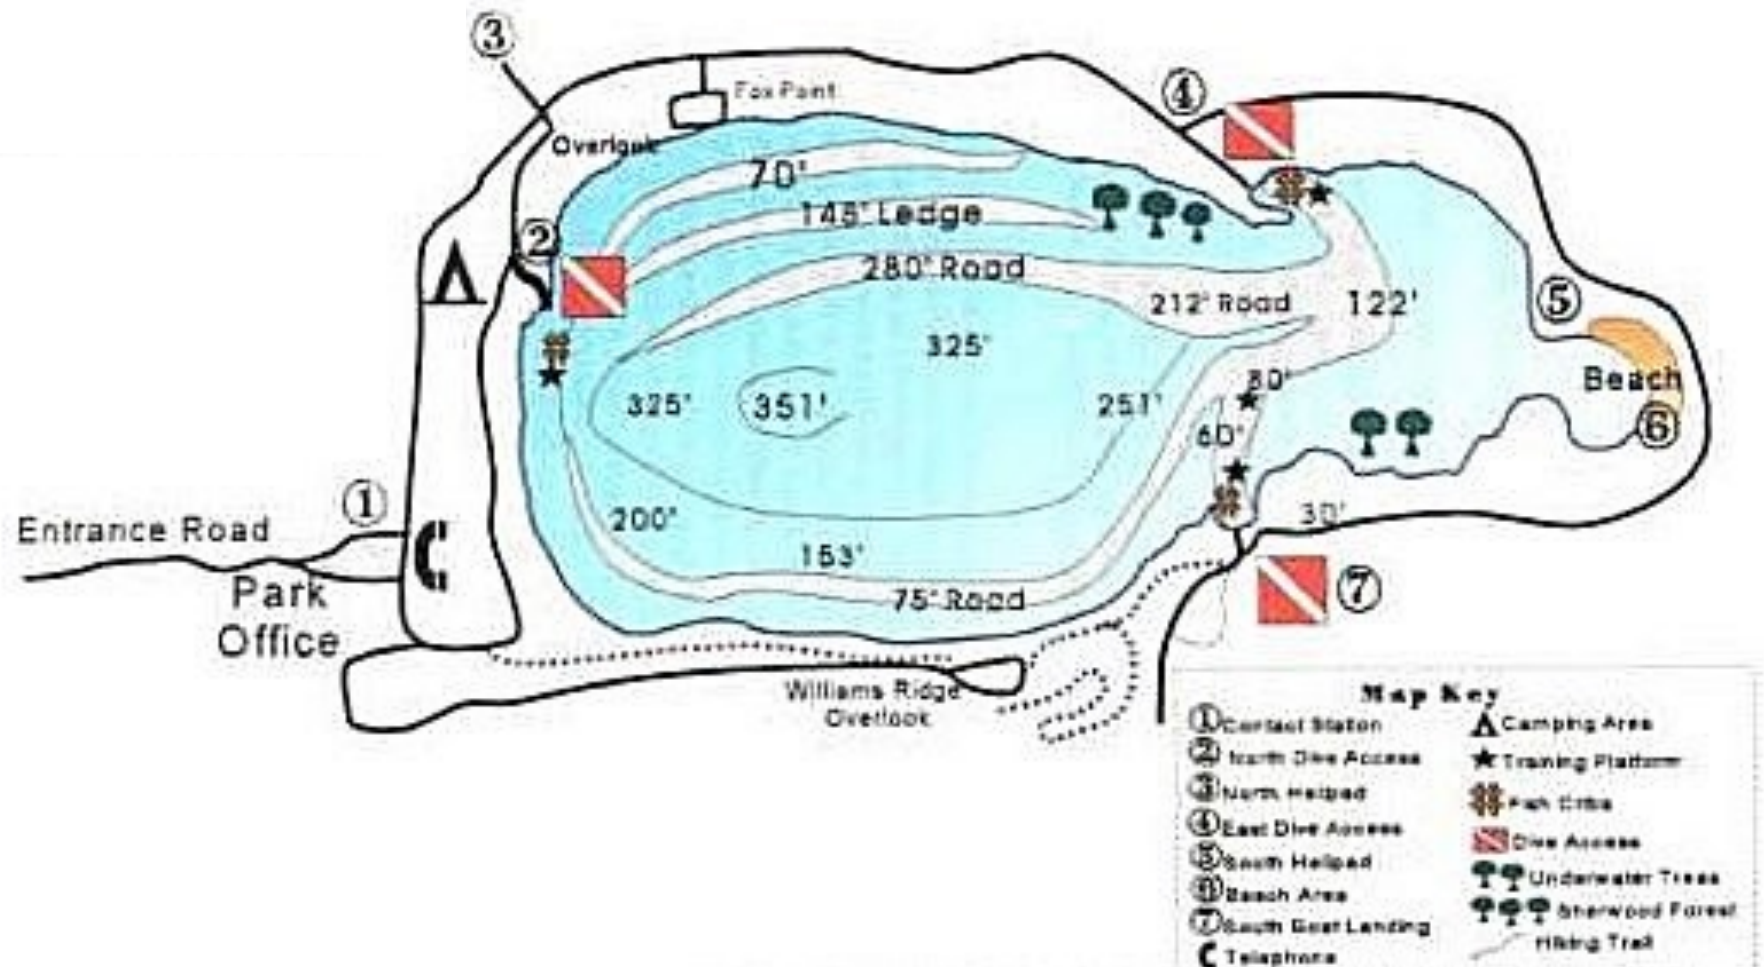 ③
④
Fox Point
Overlook
70'
②
145' Ledge
280' Road
212' Road
122'
⑤
325'
Beach
80'
325'
351'
251'
60'
⑥
①
200'
Entrance Road
30'
153'
Park
Office
75' Road
⑦
Williams Ridge
Overlook
Map Key
① Contact Station
② North Dive Access
③ North Helipad
④ East Dive Access
⑤ South Helipad
⑥ Beach Area
⑦ South Boat Landing
Telephone
Camping Area
Training Platform
Fish Cribs
Dive Access
Underwater Trees
Sherwood Forest
Hiking Trail